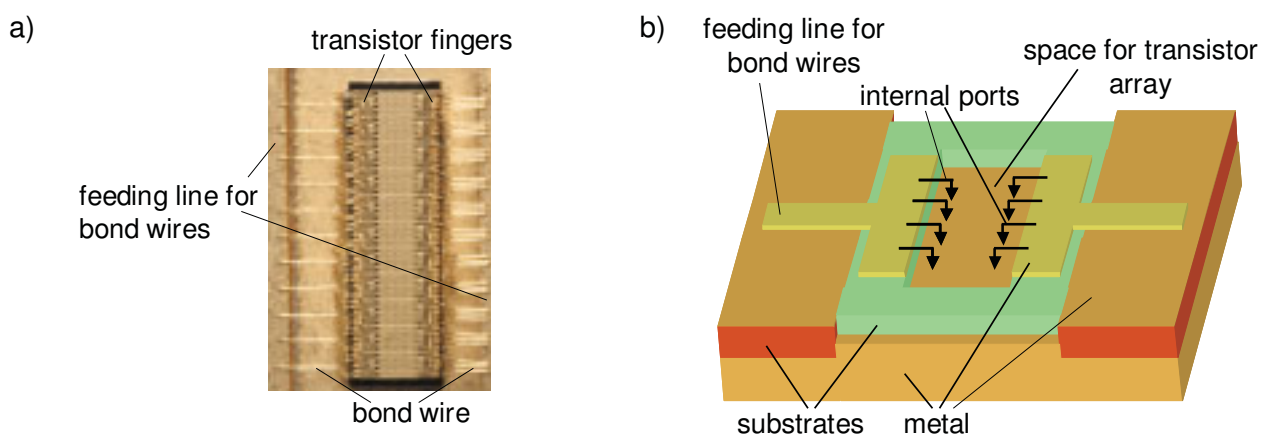 a)
transistor fingers
feeding line for
bond wires
bond wire
b)
feeding line for
bond wires
space for transistor
array
internal ports
substrates
metal